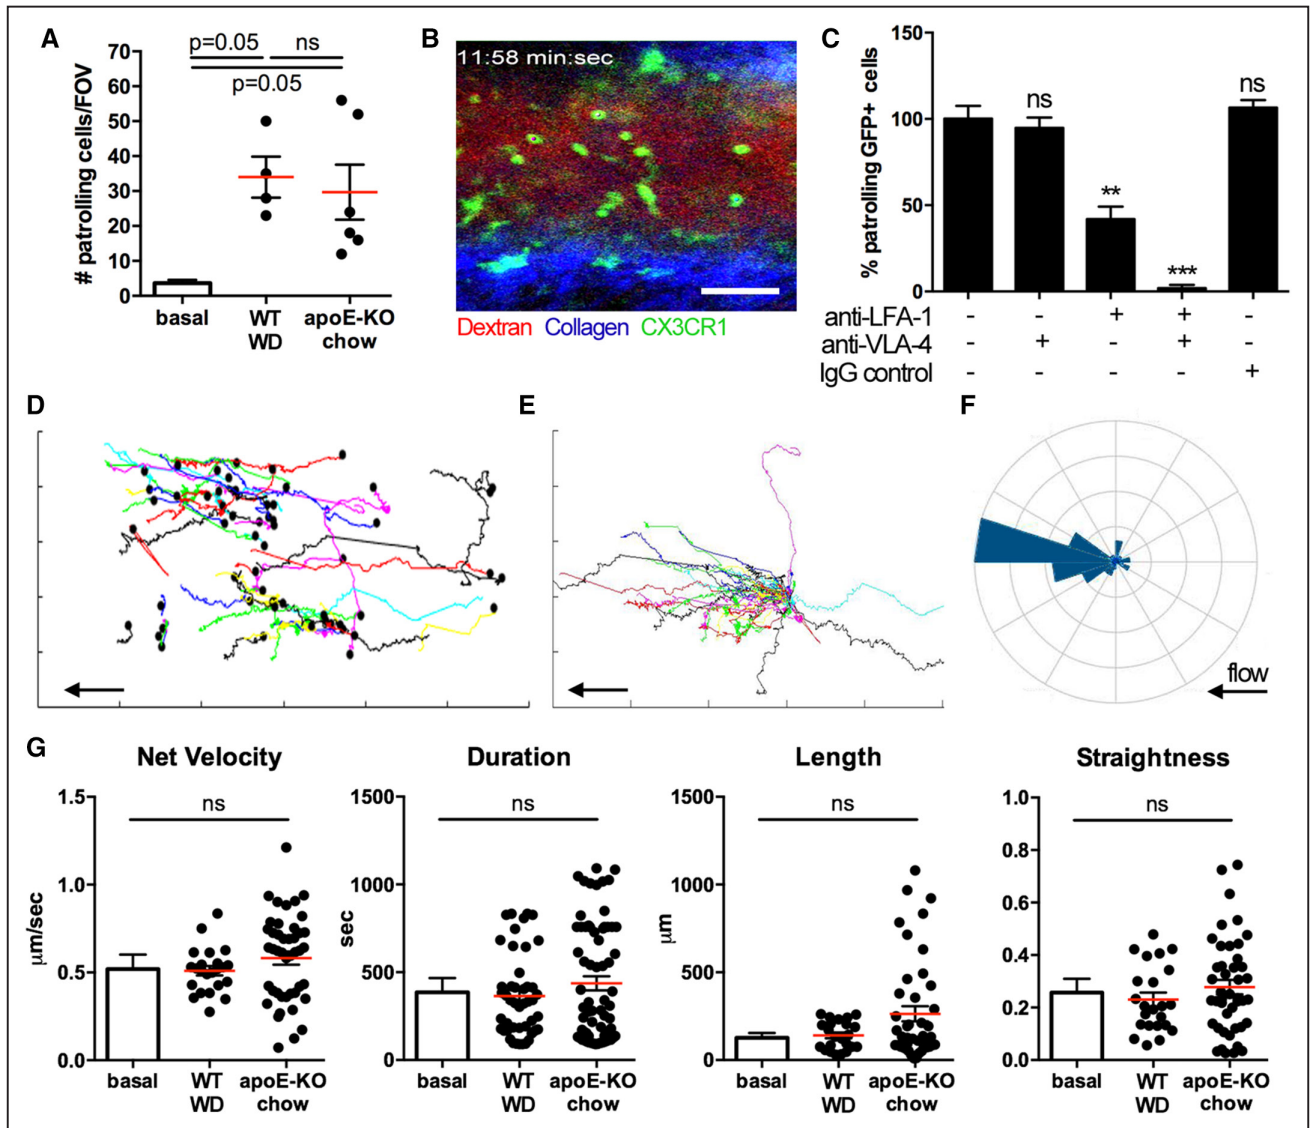 A
# patrolling cells/FOV
70
60
50
40
30
20
10
0
p=0.05 ns
p=0.05
basal WT WD apoE-KO chow
B
11:58 min:sec
Dextran Collagen CX3CR1
C
% patrolling GFP+ cells
150
100
50
0
ns ** *** ns
anti-LFA-1 - - + + -
anti-VLA-4 - + - + -
IgG control - - - - +
D
E
F
flow
G
Net Velocity
µm/sec
1.5
1.0
0.5
0.0
ns
basal WT WD apoE-KO chow
Duration
sec
1500
1000
500
0
ns
basal WT WD apoE-KO chow
Length
µm
1500
1000
500
0
ns
basal WT WD apoE-KO chow
Straightness
1.0
0.8
0.6
0.4
0.2
0.0
ns
basal WT WD apoE-KO chow